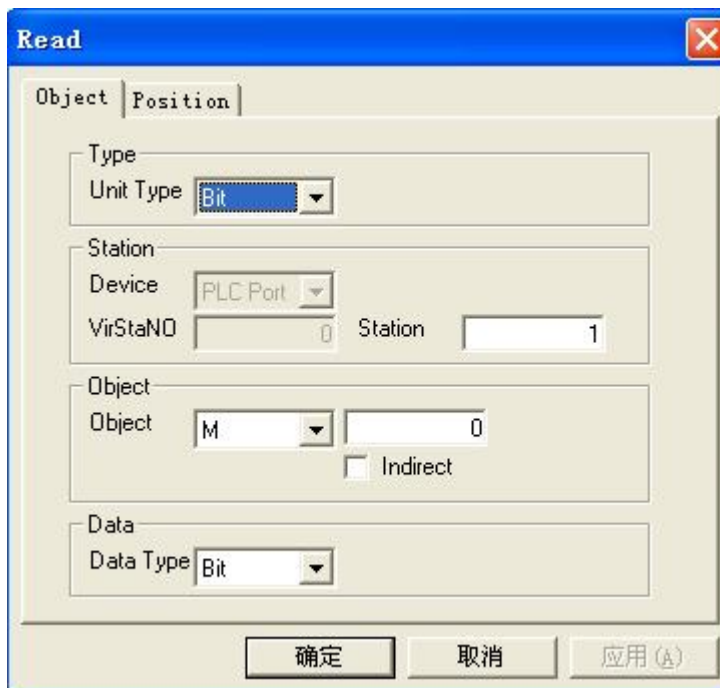 Read
Object Position
Type
Unit Type Bit
Station
Device PLC Port
VirStaNO 0 Station 1
Object
Object M 0
Indirect
Data
Data Type Bit
确定 取消 应用(A)